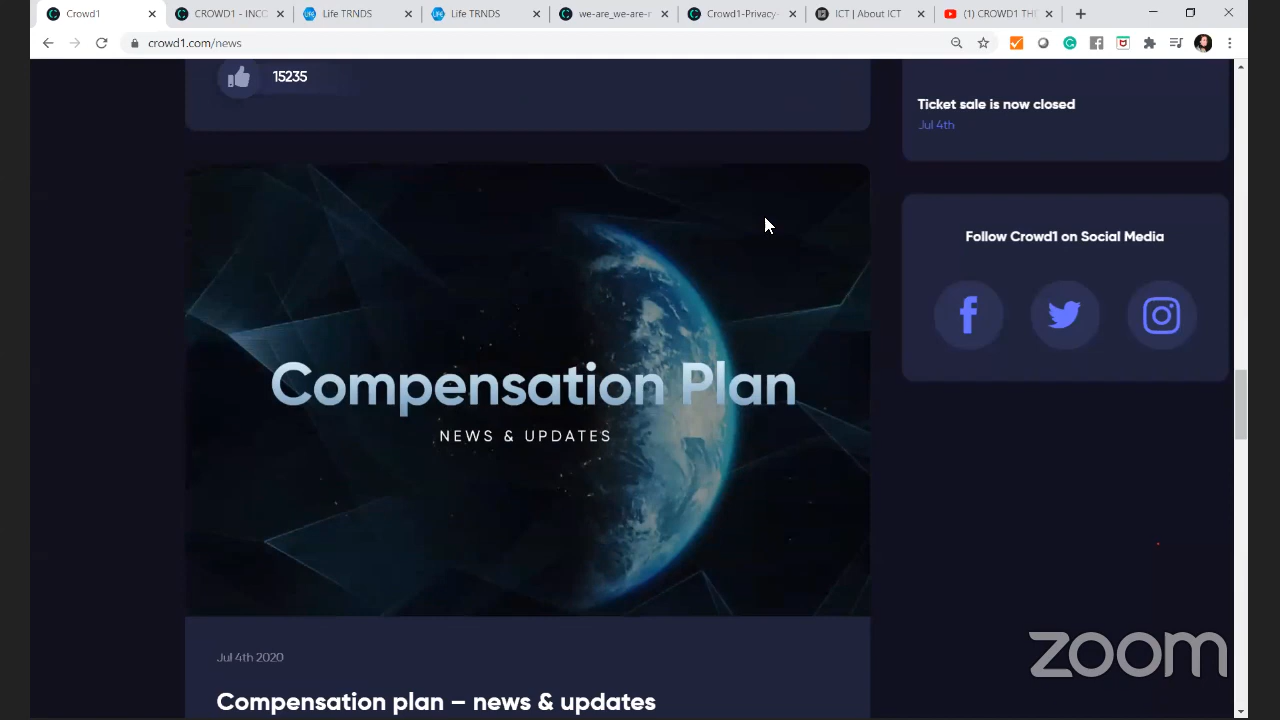 Crowd1
CROWD1 - INCC
Life TRNDS
Life TRNDS
we-are_we-are-r
Crowd1-privacy-
ICT | About ICT
(1) CROWD1 THE
crowd1.com/news
15235
Ticket sale is now closed
Jul 4th
Follow Crowd1 on Social Media
Compensation Plan
NEWS & UPDATES
Jul 4th 2020
Compensation plan – news & updates
zoom